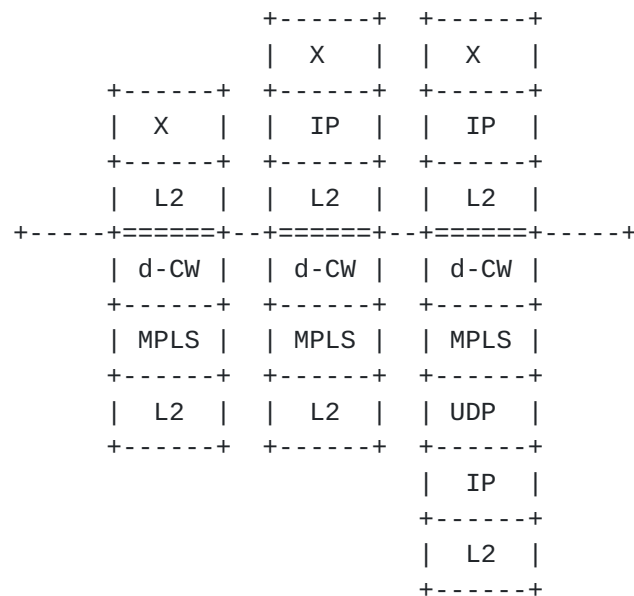 +------+  +------+
                |  X   |  |  X   |
      +------+  +------+  +------+
      |  X   |  |  IP  |  |  IP  |
      +------+  +------+  +------+
      |  L2  |  |  L2  |  |  L2  |
+-----+======+--+======+--+======+-----+
      | d-CW |  | d-CW |  | d-CW |
      +------+  +------+  +------+
      | MPLS |  | MPLS |  | MPLS |
      +------+  +------+  +------+
      |  L2  |  |  L2  |  | UDP  |
      +------+  +------+  +------+
                          |  IP  |
                          +------+
                          |  L2  |
                          +------+